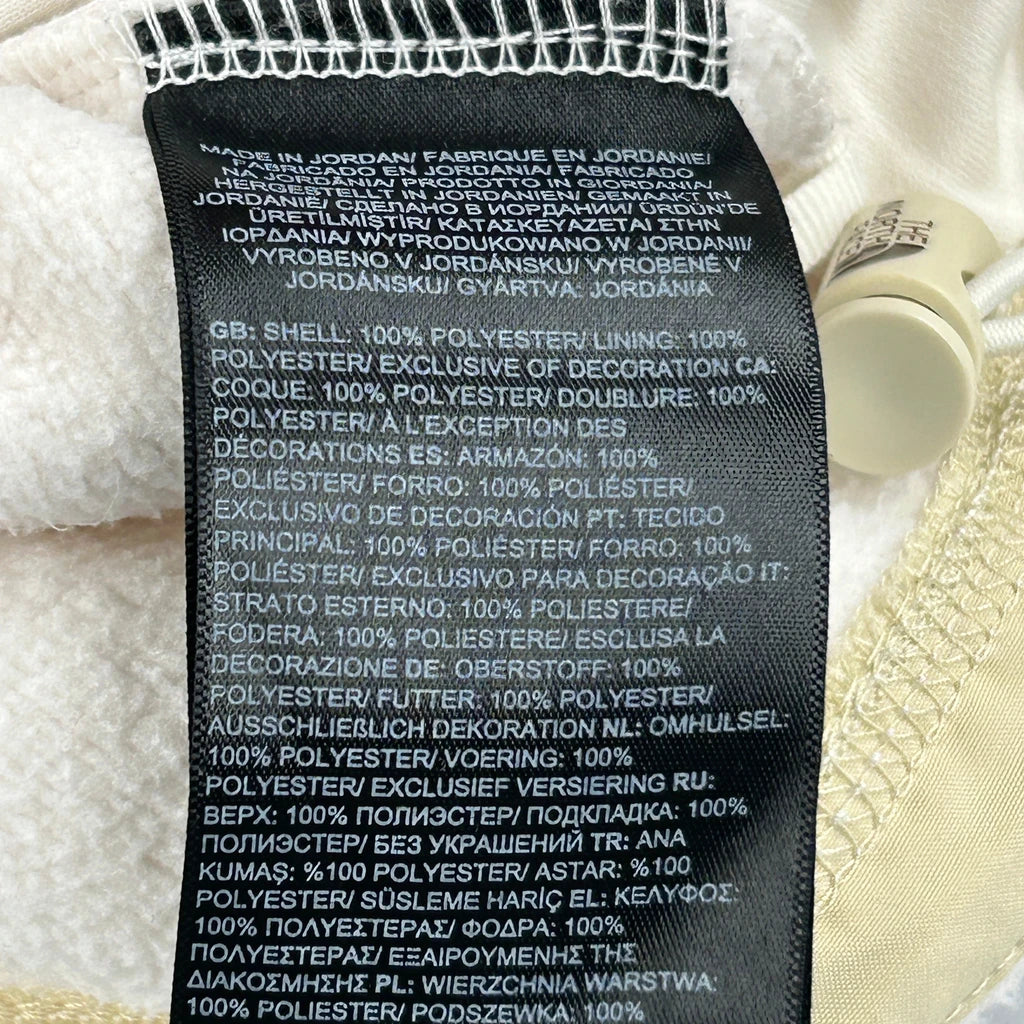 MADE IN JORDAN/ FABRIQUE EN JORDANIE/
FABRICADO EN JORDANIA/ FABRICADO
NA JORDÂNIA/ PRODOTTO IN GIORDANIA/
HERGESTELLT IN JORDANIEN/ GEMAAKT IN
JORDANIË/ СДЕЛАНО В ИОРДАНИИ/ ÜRDÜN'DE
ÜRETİLMİŞTİR/ ΚΑΤΑΣΚΕΥΑΖΕΤΑΙ ΣΤΗΝ
ΙΟΡΔΑΝΙΑ/ WYPRODUKOWANO W JORDANII/
VYROBENO V JORDÁNSKU/ VYROBENÉ V
JORDÁNSKU/ GYÁRTVA: JORDÁNIA
GB: SHELL: 100% POLYESTER/ LINING: 100%
POLYESTER/ EXCLUSIVE OF DECORATION CA:
COQUE: 100% POLYESTER/ DOUBLURE: 100%
POLYESTER/ À L'EXCEPTION DES
DÉCORATIONS ES: ARMAZÓN: 100%
POLIÉSTER/ FORRO: 100% POLIÉSTER/
EXCLUSIVO DE DECORACIÓN PT: TECIDO
PRINCIPAL: 100% POLIÉSTER/ FORRO: 100%
POLIÉSTER/ EXCLUSIVO PARA DECORAÇÃO IT:
STRATO ESTERNO: 100% POLIESTERE/
FODERA: 100% POLIESTERE/ ESCLUSA LA
DECORAZIONE DE: OBERSTOFF: 100%
POLYESTER/ FUTTER: 100% POLYESTER/
AUSSCHLIEßLICH DEKORATION NL: OMHULSEL:
100% POLYESTER/ VOERING: 100%
POLYESTER/ EXCLUSIEF VERSIERING RU:
ВЕРХ: 100% ПОЛИЭСТЕР/ ПОДКЛАДКА: 100%
ПОЛИЭСТЕР/ БЕЗ УКРАШЕНИЙ TR: ANA
KUMAŞ: %100 POLYESTER/ ASTAR: %100
POLYESTER/ SÜSLEME HARİÇ EL: ΚΕΛΥΦΟΣ:
100% ΠΟΛΥΕΣΤΕΡΑΣ/ ΦΟΔΡΑ: 100%
ΠΟΛΥΕΣΤΕΡΑΣ/ ΕΞΑΙΡΟΥΜΕΝΗΣ ΤΗΣ
ΔΙΑΚΟΣΜΗΣΗΣ PL: WIERZCHNIA WARSTWA:
100% POLIESTER/ PODSZEWKA: 100%
THE
NORTH
FACE